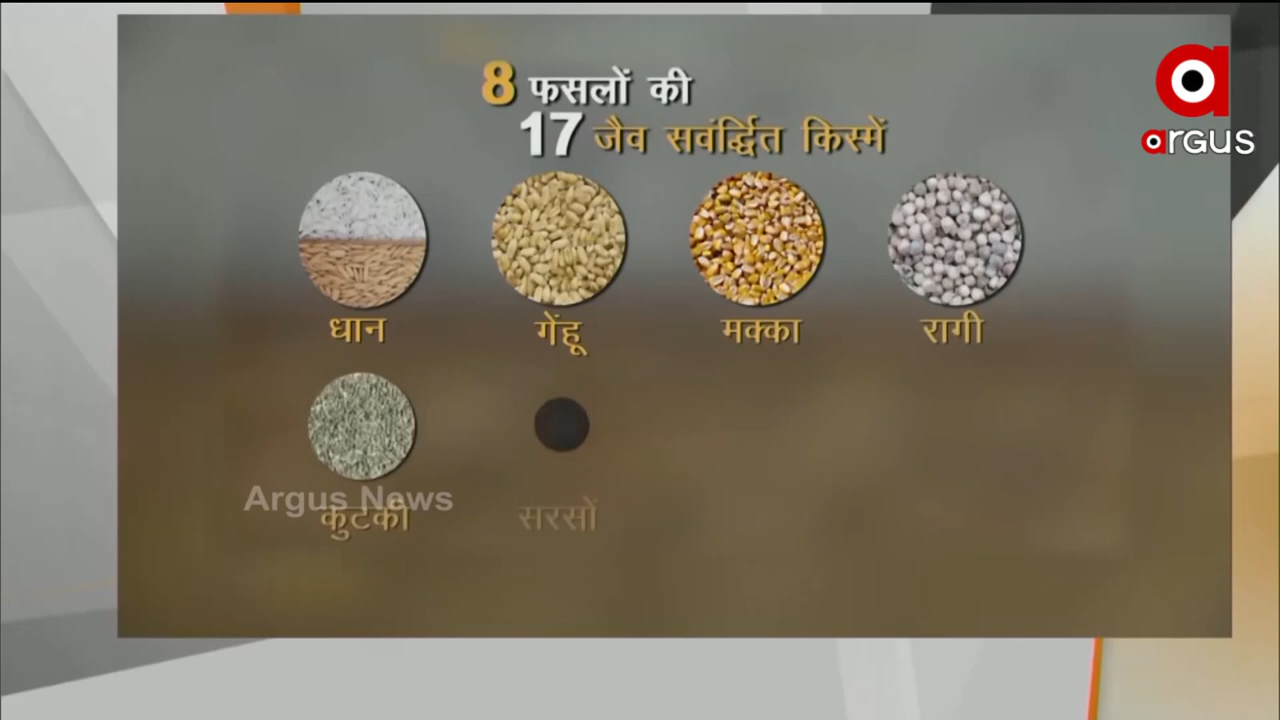 8 फसलों की
17 जैव सवंर्द्धित किस्में
argus
धान
गेंहू
मक्का
रागी
Argus News
कुटकी
सरसों